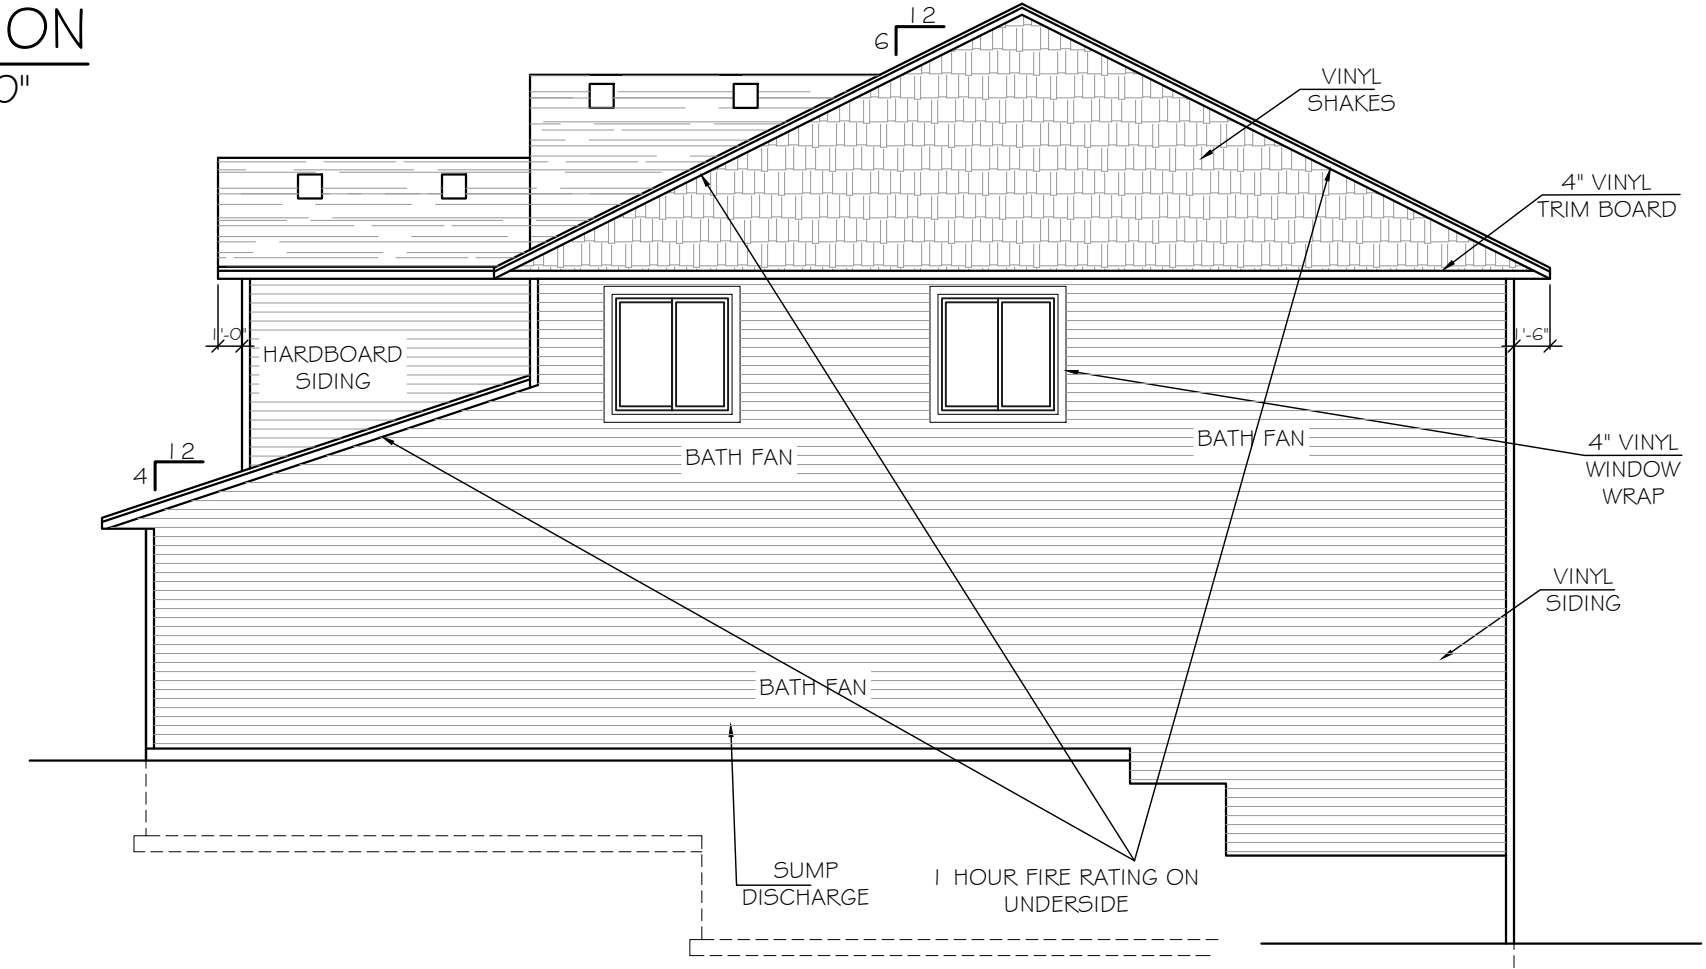 ON
0"
12
6
VINYL
SHAKES
4" VINYL
TRIM BOARD
1'-0"
1'-6"
HARDBOARD
SIDING
12
4
BATH FAN
BATH FAN
4" VINYL
WINDOW
WRAP
VINYL
SIDING
BATH FAN
SUMP
DISCHARGE
1 HOUR FIRE RATING ON
UNDERSIDE